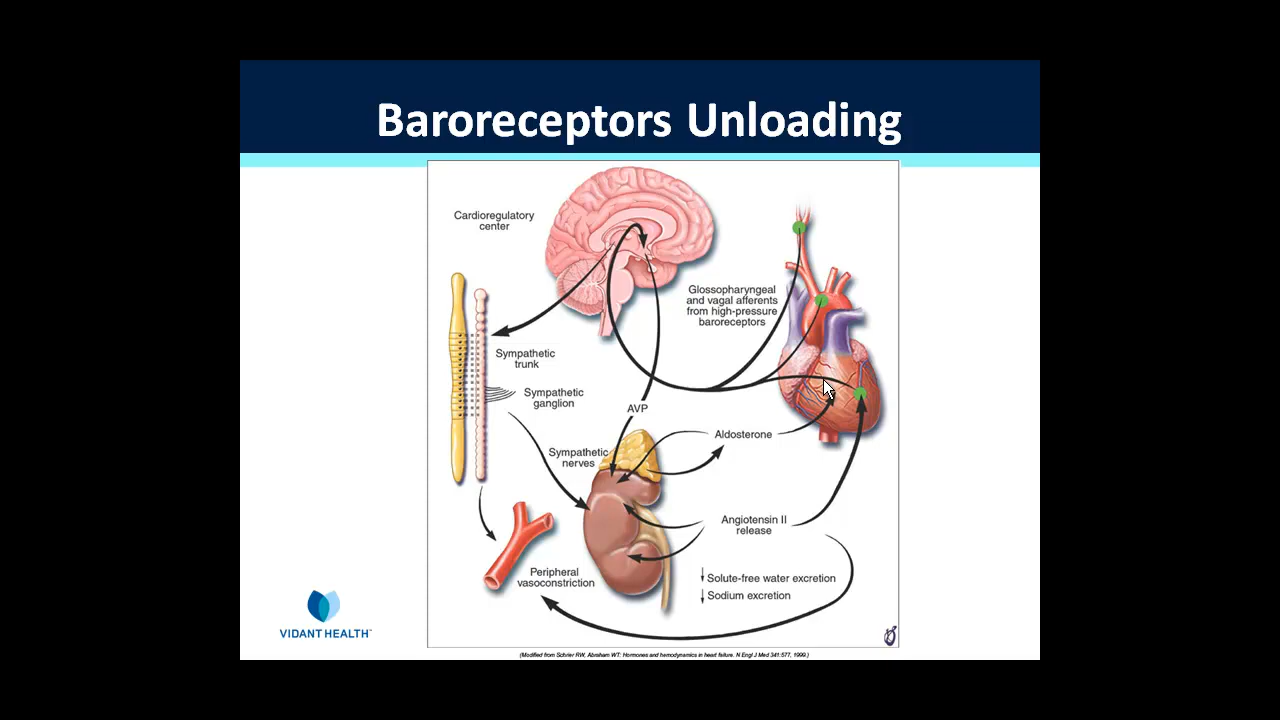 Baroreceptors Unloading
Cardioregulatory
center
Glossopharyngeal
and vagal afferents
from high-pressure
baroreceptors
Sympathetic
trunk
Sympathetic
ganglion
AVP
Aldosterone
Sympathetic
nerves
Angiotensin II
release
Peripheral
vasoconstriction
↓ Solute-free water excretion
↓ Sodium excretion
VIDANT HEALTH™
(Modified from Schrier RW, Abraham WT: Hormones and hemodynamics in heart failure. N Engl J Med 341:577, 1999.)